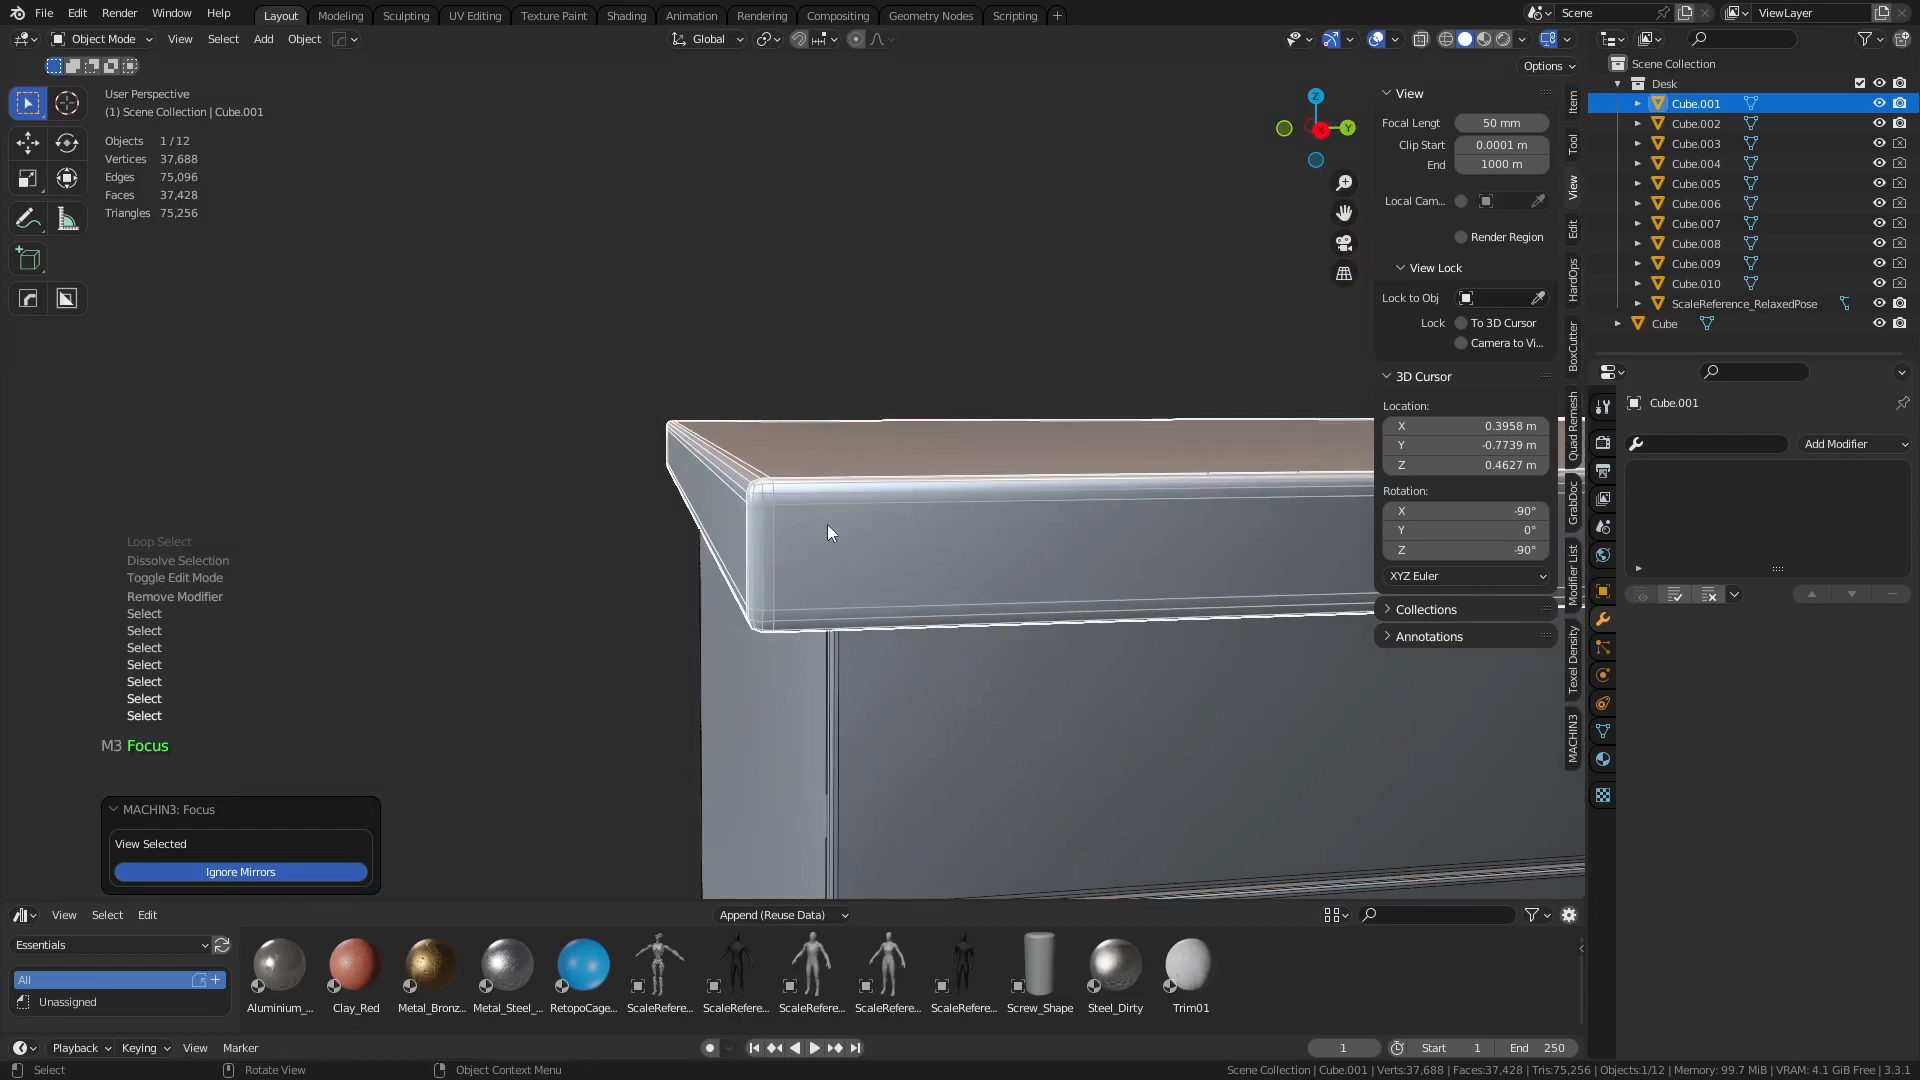 File Edit Render Window Help Layout Modeling Sculpting UV Editing Texture Paint Shading Animation Rendering Compositing Geometry Nodes Scripting Scene ViewLayer
Object Mode View Select Add Object Global
Options
User Perspective
(1) Scene Collection | Cube.001
Objects 1 / 12
Vertices 37,688
Edges 75,096
Faces 37,428
Triangles 75,256
Loop Select
Dissolve Selection
Toggle Edit Mode
Remove Modifier
Select
Select
Select
Select
Select
Select
Select
M3 Focus
MACHIN3: Focus
View Selected
Ignore Mirrors
Z
Y
X
View
Focal Lengt 50 mm
Clip Start 0.0001 m
End 1000 m
Local Cam...
Render Region
View Lock
Lock to Obj
Lock To 3D Cursor
Camera to Vi...
3D Cursor
Location:
X 0.3958 m
Y -0.7739 m
Z 0.4627 m
Rotation:
X -90°
Y 0°
Z -90°
XYZ Euler
Collections
Annotations
Item
Tool
View
Edit
HardOps
BoxCutter
Quad Remesh
GrabDoc
Modifier List
Texel Density
MACHIN3
Scene Collection
Desk
Cube.001
Cube.002
Cube.003
Cube.004
Cube.005
Cube.006
Cube.007
Cube.008
Cube.009
Cube.010
ScaleReference_RelaxedPose
Cube
Cube.001
Add Modifier
View Select Edit Append (Reuse Data)
Essentials
All
Unassigned
Aluminium_... Clay_Red Metal_Bronz... Metal_Steel_... RetopoCage... ScaleRefere... ScaleRefere... ScaleRefere... ScaleRefere... ScaleRefere... Screw_Shape Steel_Dirty Trim01
Playback Keying View Marker 1 Start 1 End 250
Select Rotate View Object Context Menu Scene Collection | Cube.001 | Verts:37,688 | Faces:37,428 | Tris:75,256 | Objects:1/12 | Memory: 99.7 MiB | VRAM: 4.1 GiB Free | 3.3.1